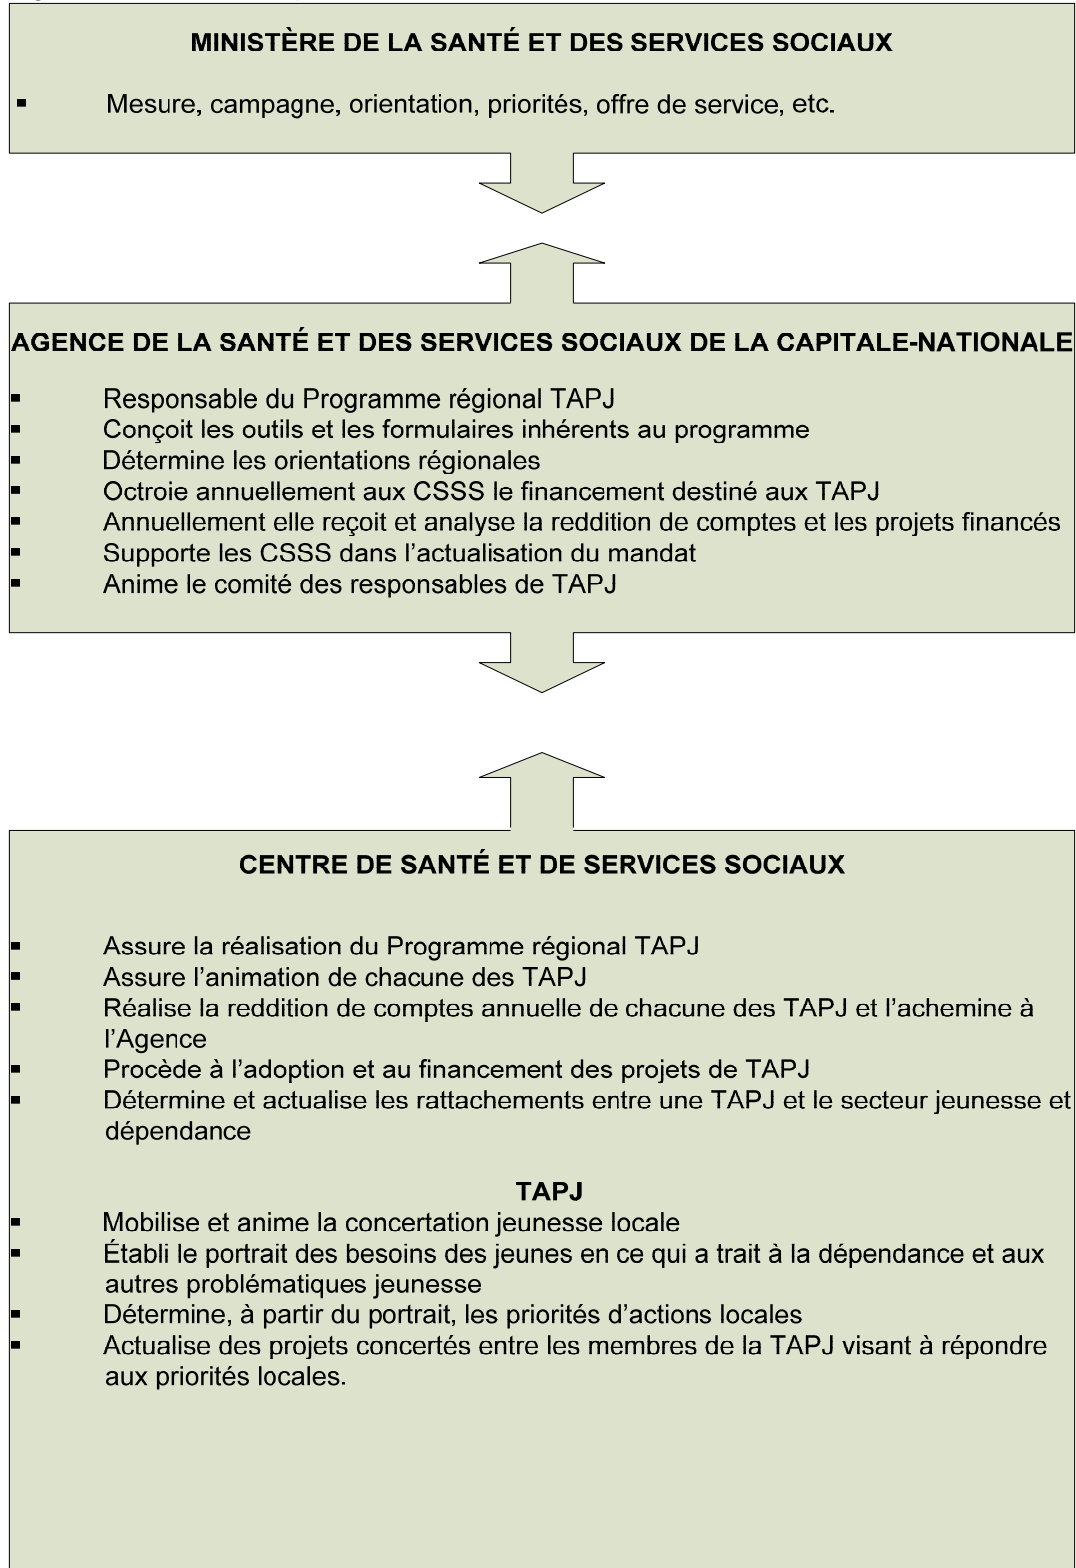 MINISTÈRE DE LA SANTÉ ET DES SERVICES SOCIAUX
▪ Mesure, campagne, orientation, priorités, offre de service, etc.
AGENCE DE LA SANTÉ ET DES SERVICES SOCIAUX DE LA CAPITALE-NATIONALE
▪ Responsable du Programme régional TAPJ
▪ Conçoit les outils et les formulaires inhérents au programme
▪ Détermine les orientations régionales
▪ Octroie annuellement aux CSSS le financement destiné aux TAPJ
▪ Annuellement elle reçoit et analyse la reddition de comptes et les projets financés
▪ Supporte les CSSS dans l’actualisation du mandat
▪ Anime le comité des responsables de TAPJ
CENTRE DE SANTÉ ET DE SERVICES SOCIAUX
▪ Assure la réalisation du Programme régional TAPJ
▪ Assure l’animation de chacune des TAPJ
▪ Réalise la reddition de comptes annuelle de chacune des TAPJ et l’achemine à
l’Agence
▪ Procède à l’adoption et au financement des projets de TAPJ
▪ Détermine et actualise les rattachements entre une TAPJ et le secteur jeunesse et
dépendance
TAPJ
▪ Mobilise et anime la concertation jeunesse locale
▪ Établi le portrait des besoins des jeunes en ce qui a trait à la dépendance et aux
autres problématiques jeunesse
▪ Détermine, à partir du portrait, les priorités d’actions locales
▪ Actualise des projets concertés entre les membres de la TAPJ visant à répondre
aux priorités locales.